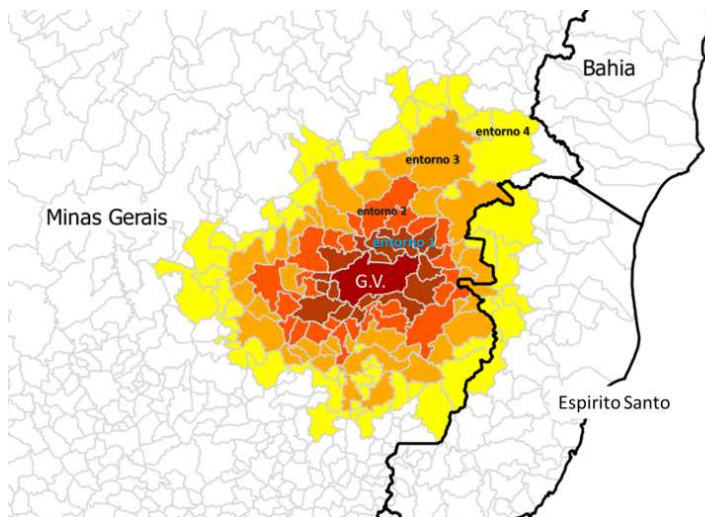 Bahia
entorno 4
entorno 3
Minas Gerais
entorno 2
entorno 1
G.V.
Espirito Santo